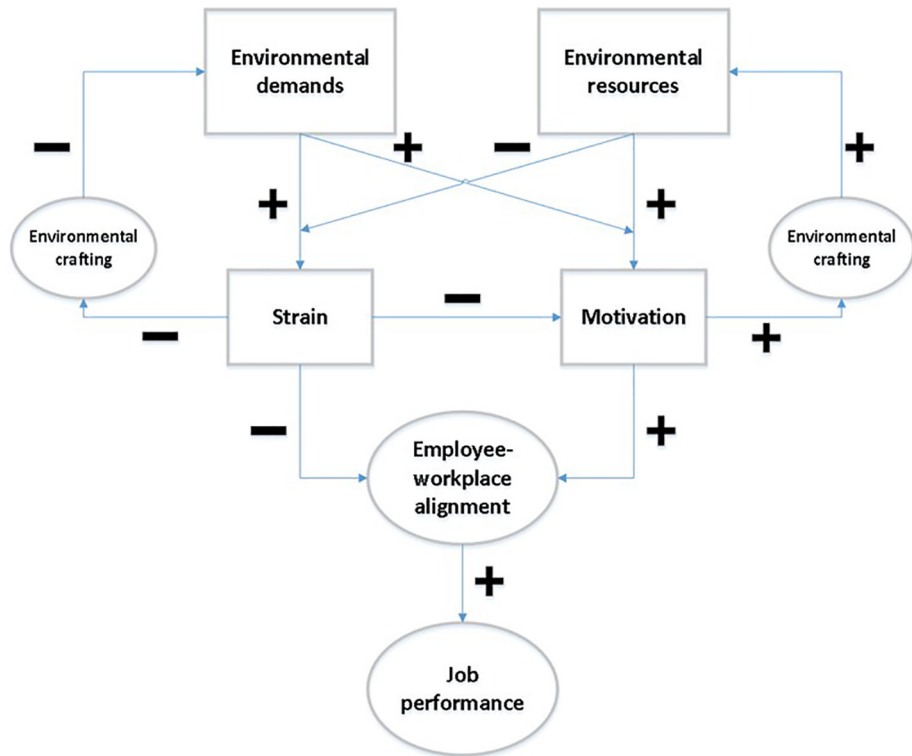 Environmental
demands
Environmental
resources
−
+
−
+
+
+
Environmental
crafting
Environmental
crafting
Strain
−
Motivation
−
+
−
+
Employee-
workplace
alignment
+
Job
performance